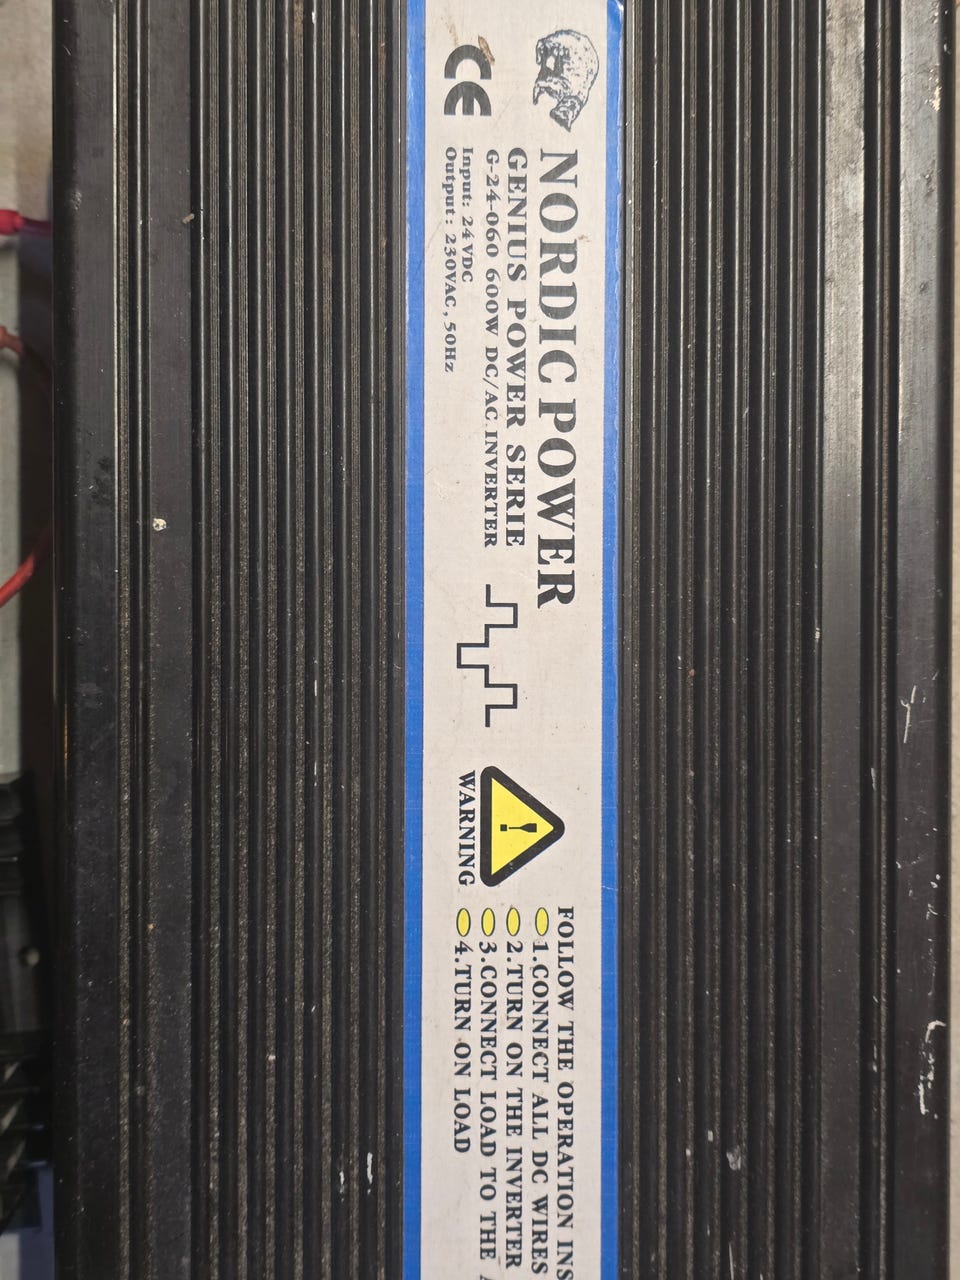 CE
NORDIC POWER
GENIUS POWER SERIE
G-24-060 600W DC/AC INVERTER
Input: 24VDC
Output: 230VAC, 50Hz
WARNING
FOLLOW THE OPERATION INS
1.CONNECT ALL DC WIRES
2.TURN ON THE INVERTER
3.CONNECT LOAD TO THE
4.TURN ON LOAD